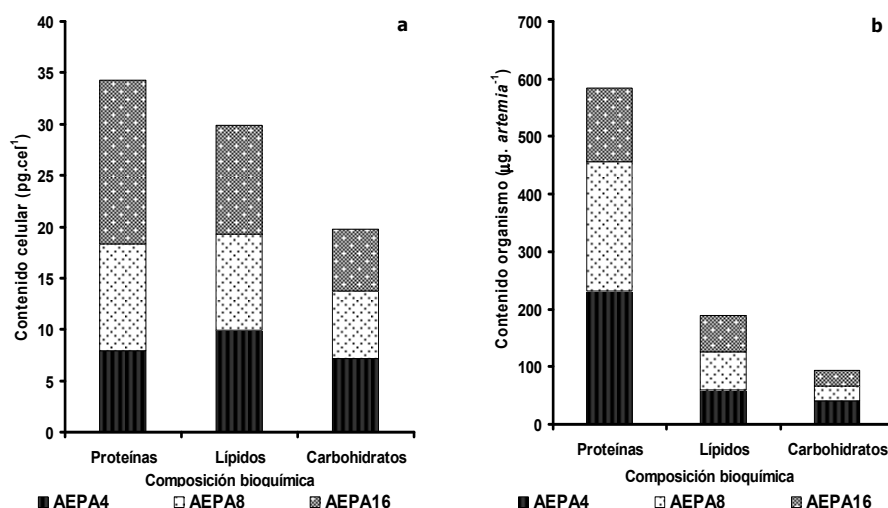 a
40
35
30
25
20
15
10
5
0
Contenido celular (pg.cel⁻¹)
Proteínas Lípidos Carbohidratos
Composición bioquímica
AEPA4 AEPA8 AEPA16
b
700
600
500
400
300
200
100
0
Contenido organismo (µg. artemia⁻¹)
Proteínas Lípidos Carbohidratos
Composición bioquímica
AEPA4 AEPA8 AEPA16